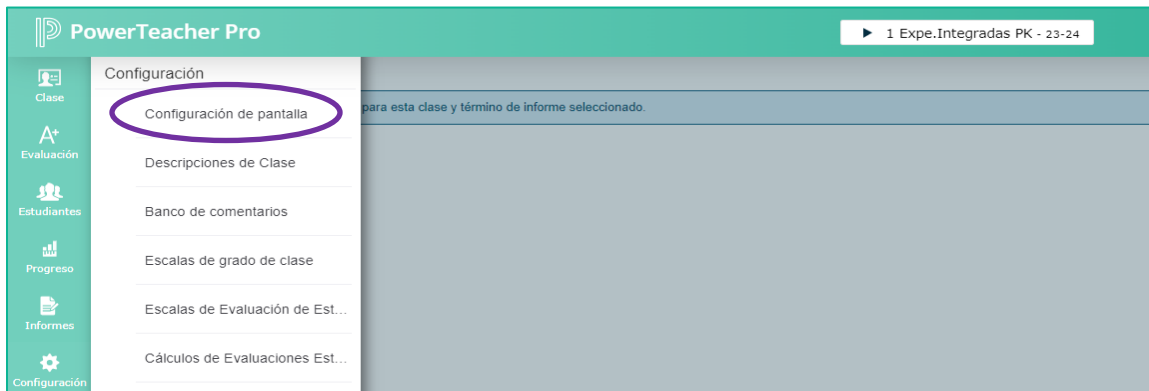 PowerTeacher Pro
1 Expe.Integradas PK - 23-24
Clase
A+
Evaluación
Estudiantes
Progreso
Informes
Configuración
Configuración
Configuración de pantalla
Descripciones de Clase
Banco de comentarios
Escalas de grado de clase
Escalas de Evaluación de Est...
Cálculos de Evaluaciones Est...
para esta clase y término de informe seleccionado.